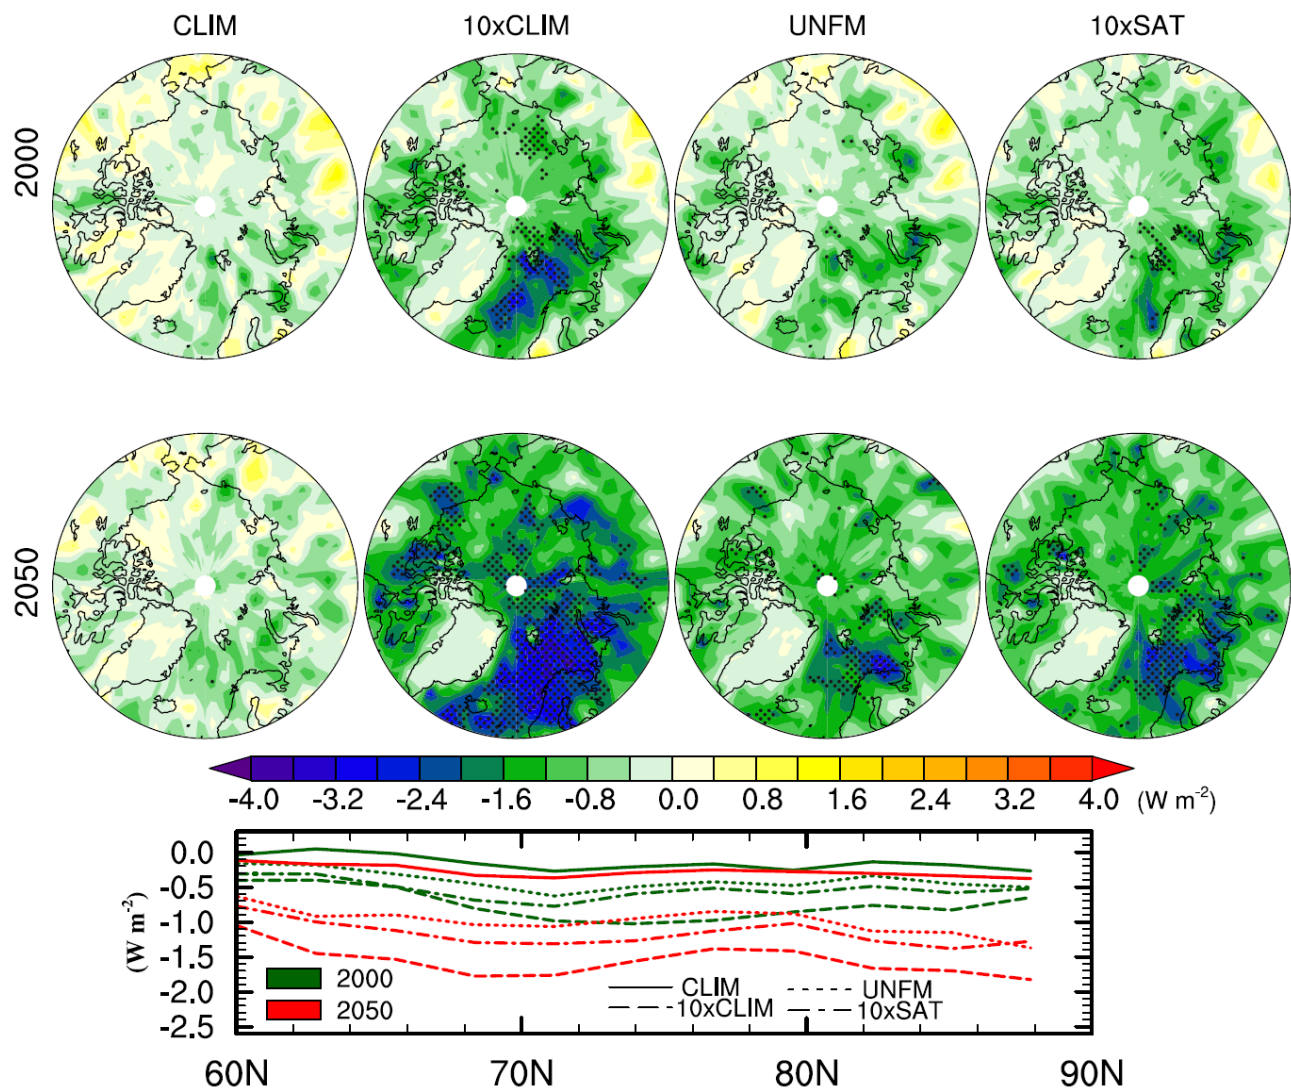 CLIM 10xCLIM UNFM 10xSAT
2000
2050
-4.0 -3.2 -2.4 -1.6 -0.8 0.0 0.8 1.6 2.4 3.2 4.0 (W m-2)
0.0
-0.5
-1.0
-1.5
-2.0
-2.5
(W m-2)
2000
2050
CLIM UNFM
10xCLIM 10xSAT
60N 70N 80N 90N